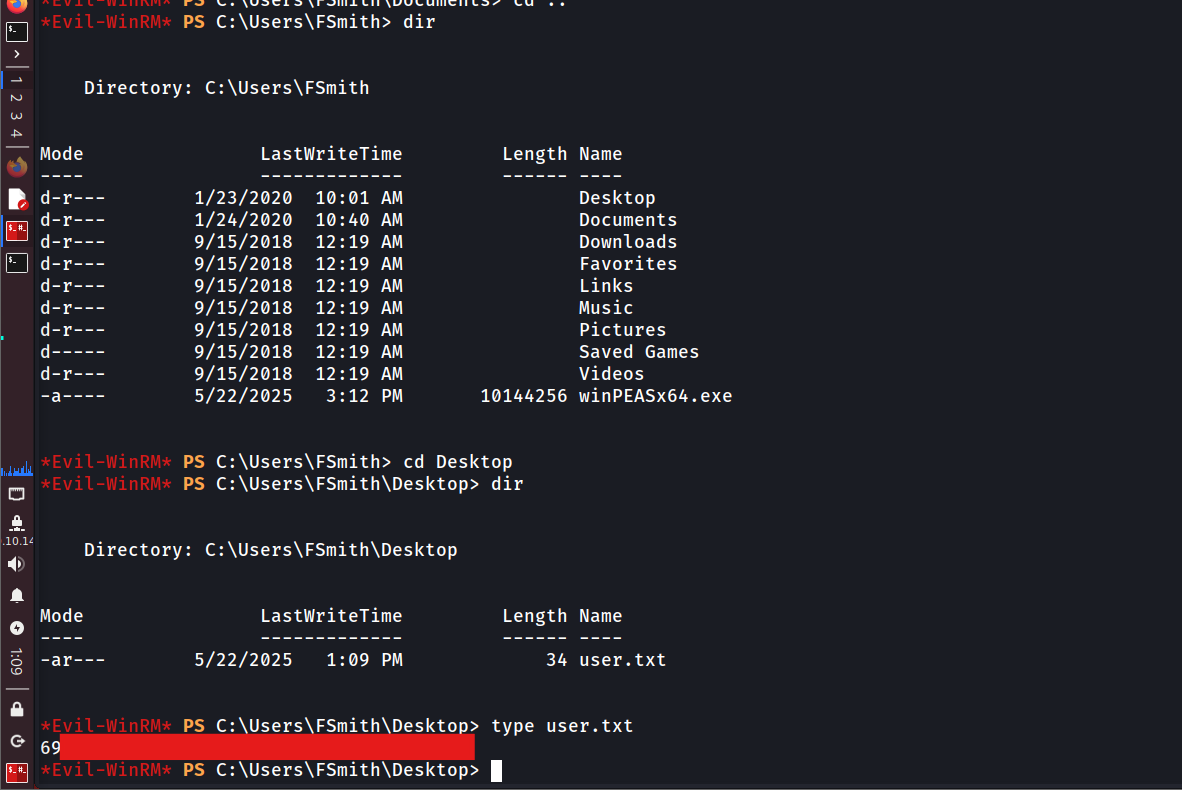 *Evil-WinRM* PS C:\Users\FSmith\Documents> cd ..
*Evil-WinRM* PS C:\Users\FSmith> dir
Directory: C:\Users\FSmith
Mode LastWriteTime Length Name
---- ------------- ------ ----
d-r--- 1/23/2020 10:01 AM Desktop
d-r--- 1/24/2020 10:40 AM Documents
d-r--- 9/15/2018 12:19 AM Downloads
d-r--- 9/15/2018 12:19 AM Favorites
d-r--- 9/15/2018 12:19 AM Links
d-r--- 9/15/2018 12:19 AM Music
d-r--- 9/15/2018 12:19 AM Pictures
d----- 9/15/2018 12:19 AM Saved Games
d-r--- 9/15/2018 12:19 AM Videos
-a---- 5/22/2025 3:12 PM 10144256 winPEASx64.exe
*Evil-WinRM* PS C:\Users\FSmith> cd Desktop
*Evil-WinRM* PS C:\Users\FSmith\Desktop> dir
Directory: C:\Users\FSmith\Desktop
Mode LastWriteTime Length Name
---- ------------- ------ ----
-ar--- 5/22/2025 1:09 PM 34 user.txt
*Evil-WinRM* PS C:\Users\FSmith\Desktop> type user.txt
69
*Evil-WinRM* PS C:\Users\FSmith\Desktop>
1
2
3
4
.10.14
1:09